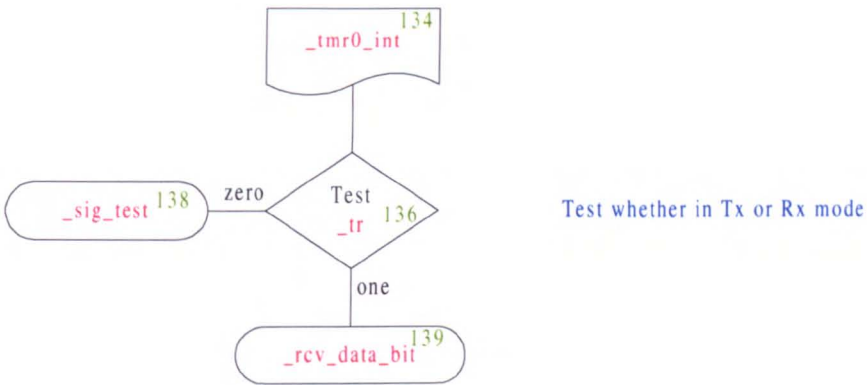 134
_tmr0_int
_sig_test 138
zero
Test
_tr 136
Test whether in Tx or Rx mode
one
139
_rcv_data_bit